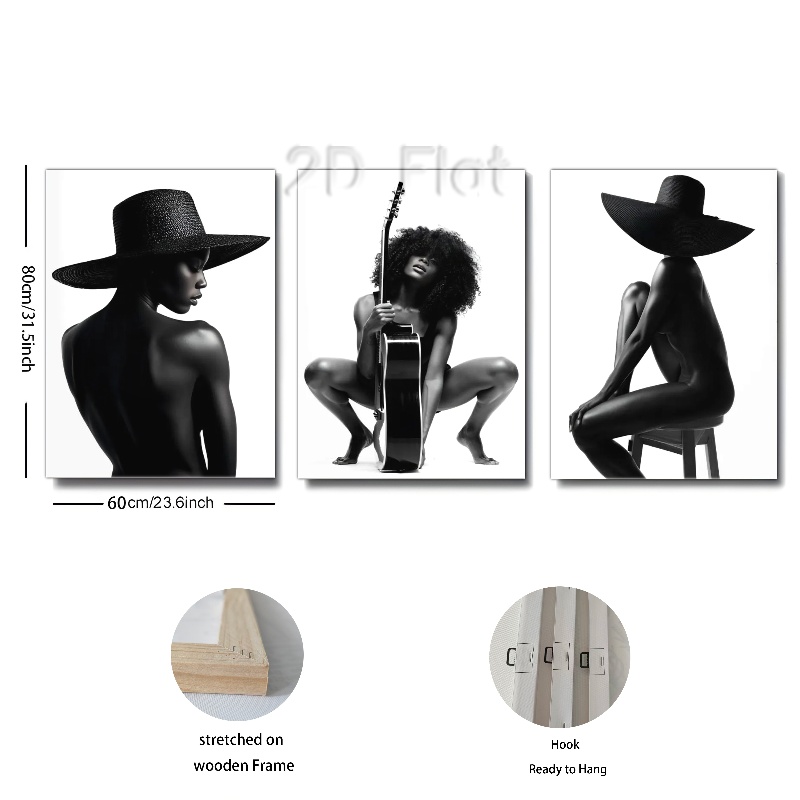 2D Flat
80cm/31.5inch
60cm/23.6inch
stretched on
wooden Frame
Hook
Ready to Hang